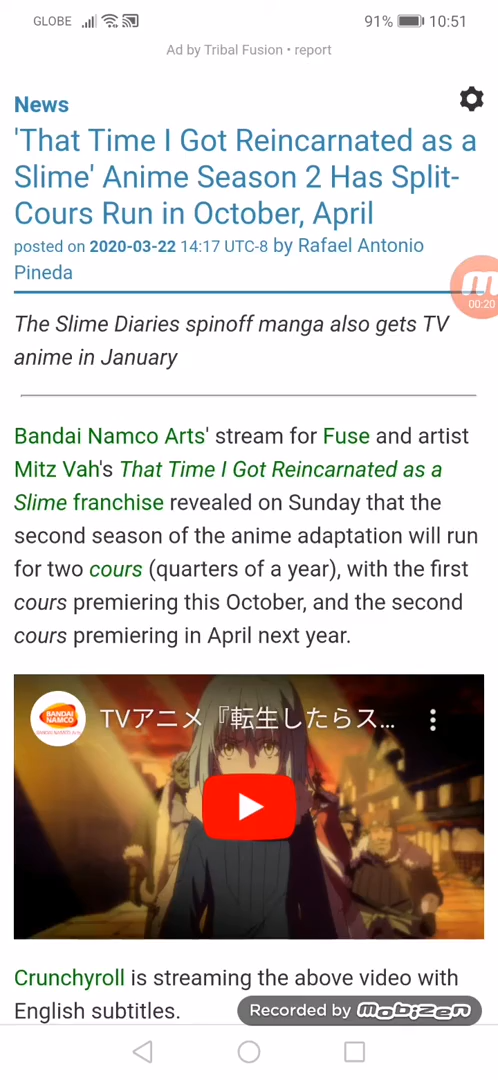 GLOBE 91% 10:51
Ad by Tribal Fusion • report
News
'That Time I Got Reincarnated as a
Slime' Anime Season 2 Has Split-
Cours Run in October, April
posted on 2020-03-22 14:17 UTC-8 by Rafael Antonio
Pineda
00:20
The Slime Diaries spinoff manga also gets TV
anime in January
Bandai Namco Arts' stream for Fuse and artist
Mitz Vah's That Time I Got Reincarnated as a
Slime franchise revealed on Sunday that the
second season of the anime adaptation will run
for two cours (quarters of a year), with the first
cours premiering this October, and the second
cours premiering in April next year.
BANDAI NAMCO
TVアニメ『転生したらス...
Crunchyroll is streaming the above video with
English subtitles.
Recorded by mobizen